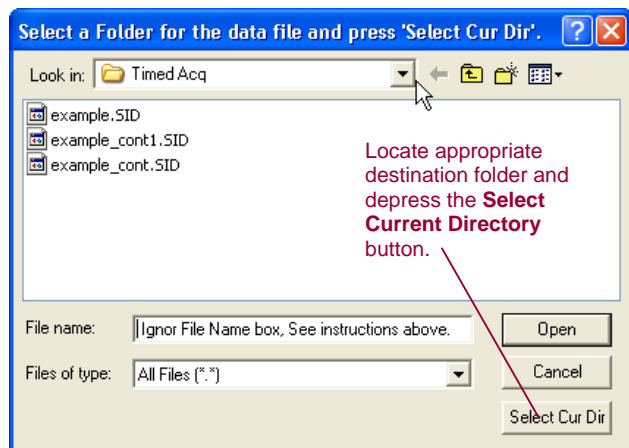 Select a Folder for the data file and press 'Select Cur Dir'.
Look in: Timed Acq
example.SID
example_cont1.SID
example_cont.SID
Locate appropriate
destination folder and
depress the Select
Current Directory
button.
File name: Ignor File Name box, See instructions above. Open
Files of type: All Files (*.*) Cancel
Select Cur Dir